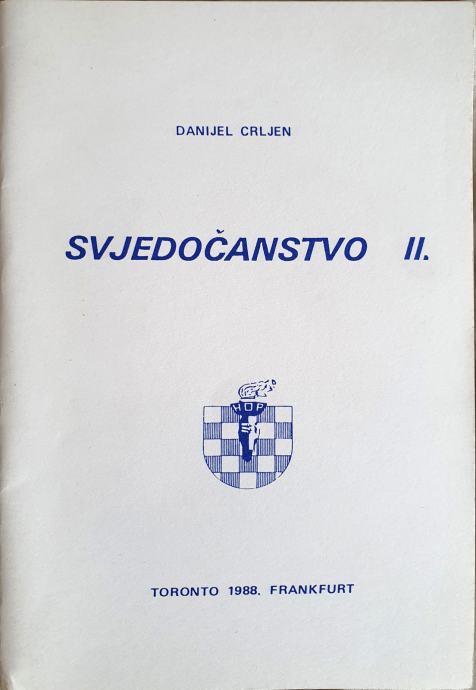 DANIJEL CRLJEN
SVJEDOČANSTVO II.
HOP
TORONTO 1988. FRANKFURT